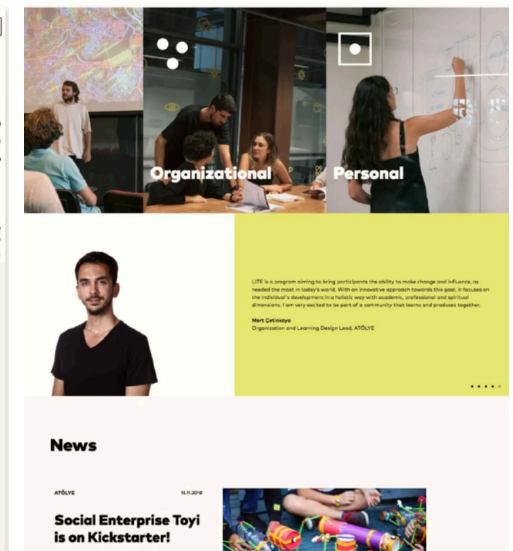 Organizational
Personal
LITE is a program aiming to bring participants the ability to make change and influence, as
needed the most in today's world. With an innovative approach towards this goal, it focuses on
the individual's development in a holistic way with academic, professional and spiritual
dimensions. I am very excited to be part of a community that learns and produces together.
Mert Çetinkaya
Organization and Learning Design Lead, ATÖLYE
News
ATÖLYE
Social Enterprise Toyi
is on Kickstarter!